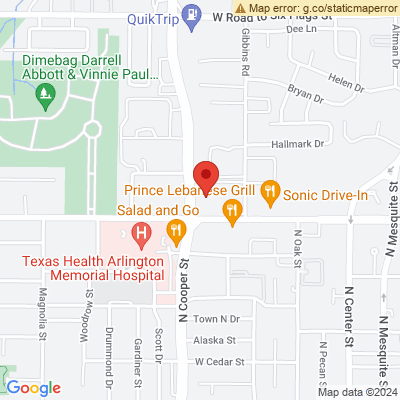 Map error: g.co/staticmaperror
QuikTrip
W Road to Six Flags St
Dee Ln
Gibbins Rd
Altman Dr
Dimebag Darrell
Abbott & Vinnie Paul...
Helen Dr
Bryan Dr
Hallmark Dr
Prince Lebanese Grill
Sonic Drive-In
Salad and Go
N Mesquite St
Texas Health Arlington
Memorial Hospital
N Cooper St
N Oak St
Magnolia St
Woodrow St
Drummond Dr
Gardiner St
Scott Dr
Town N Dr
Alaska St
W Cedar St
N Pecan St
N Center St
N Mesquite St
Google
Map data ©2024